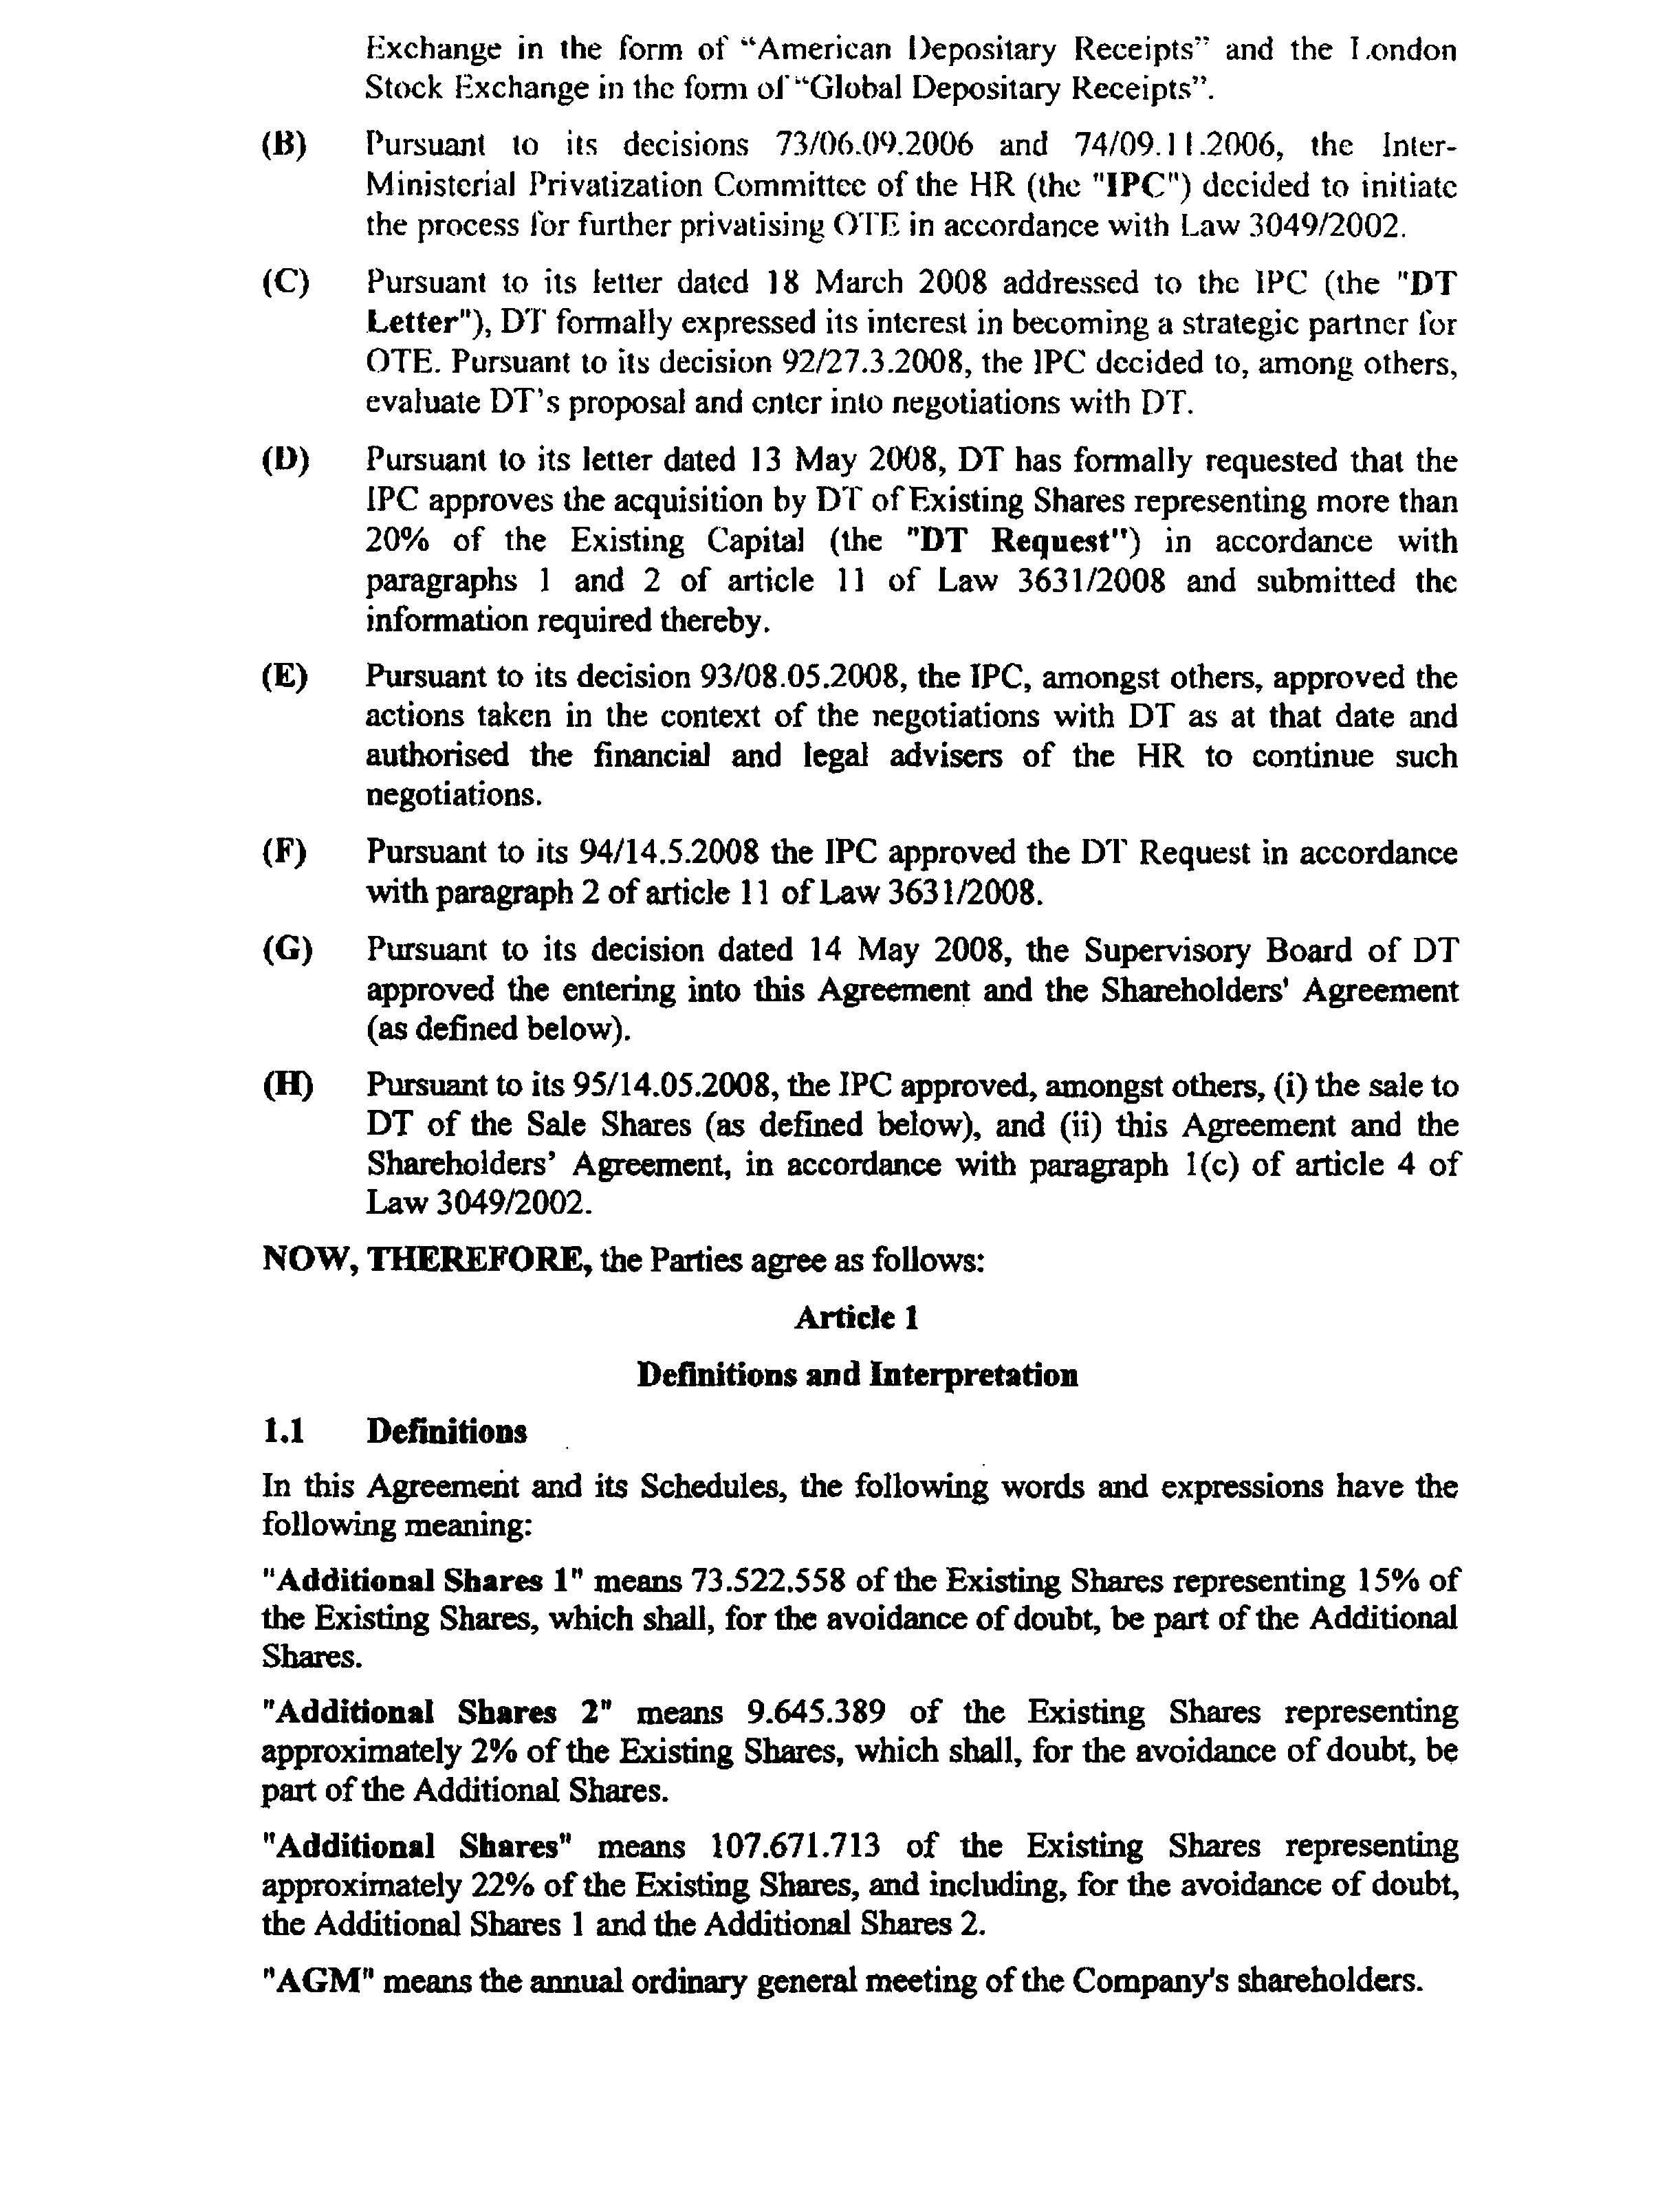 Exchange in the form of “American Depositary Receipts” and the London
Stock Exchange in the form of “Global Depositary Receipts”.
(B) Pursuant to its decisions 73/06.09.2006 and 74/09.11.2006, the Inter-
Ministerial Privatization Committee of the HR (the "IPC") decided to initiate
the process for further privatising OTE in accordance with Law 3049/2002.
(C) Pursuant to its letter dated 18 March 2008 addressed to the IPC (the "DT
Letter"), DT formally expressed its interest in becoming a strategic partner for
OTE. Pursuant to its decision 92/27.3.2008, the IPC decided to, among others,
evaluate DT’s proposal and enter into negotiations with DT.
(D) Pursuant to its letter dated 13 May 2008, DT has formally requested that the
IPC approves the acquisition by DT of Existing Shares representing more than
20% of the Existing Capital (the "DT Request") in accordance with
paragraphs 1 and 2 of article 11 of Law 3631/2008 and submitted the
information required thereby.
(E) Pursuant to its decision 93/08.05.2008, the IPC, amongst others, approved the
actions taken in the context of the negotiations with DT as at that date and
authorised the financial and legal advisers of the HR to continue such
negotiations.
(F) Pursuant to its 94/14.5.2008 the IPC approved the DT Request in accordance
with paragraph 2 of article 11 of Law 3631/2008.
(G) Pursuant to its decision dated 14 May 2008, the Supervisory Board of DT
approved the entering into this Agreement and the Shareholders' Agreement
(as defined below).
(H) Pursuant to its 95/14.05.2008, the IPC approved, amongst others, (i) the sale to
DT of the Sale Shares (as defined below), and (ii) this Agreement and the
Shareholders’ Agreement, in accordance with paragraph 1(c) of article 4 of
Law 3049/2002.
NOW, THEREFORE, the Parties agree as follows:
Article 1
Definitions and Interpretation
1.1 Definitions
In this Agreement and its Schedules, the following words and expressions have the
following meaning:
"Additional Shares 1" means 73.522.558 of the Existing Shares representing 15% of
the Existing Shares, which shall, for the avoidance of doubt, be part of the Additional
Shares.
"Additional Shares 2" means 9.645.389 of the Existing Shares representing
approximately 2% of the Existing Shares, which shall, for the avoidance of doubt, be
part of the Additional Shares.
"Additional Shares" means 107.671.713 of the Existing Shares representing
approximately 22% of the Existing Shares, and including, for the avoidance of doubt,
the Additional Shares 1 and the Additional Shares 2.
"AGM" means the annual ordinary general meeting of the Company's shareholders.